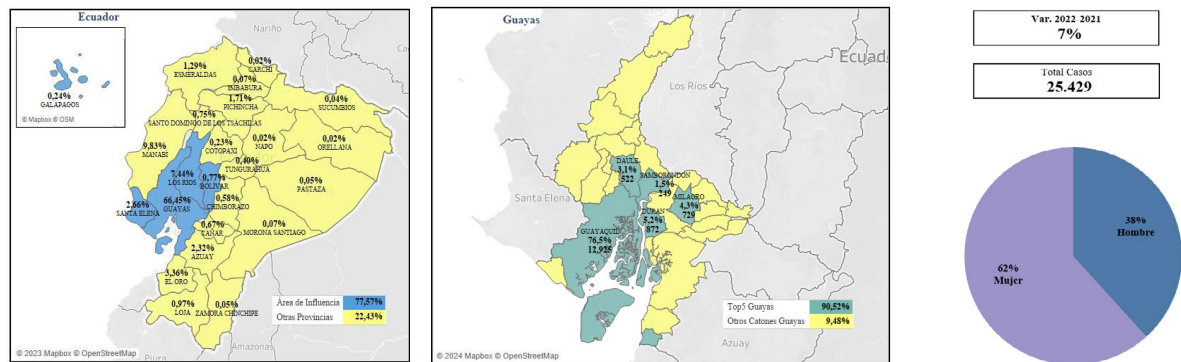 Ecuador
Nariño
0,02%
CARCHI
1,29%
ESMERALDAS
0,07%
IMBABURA
1,71%
PICHINCHA
0,04%
SUCUMBIOS
0,24%
GALAPAGOS
© Mapbox © OSM
0,75%
SANTO DOMINGO DE LOS TSACHILAS
9,83%
MANABI
0,23%
COTOPAXI
0,02%
NAPO
0,02%
ORELLANA
0,40%
TUNGURAHUA
7,44%
LOS RIOS
0,77%
BOLIVAR
0,05%
PASTAZA
2,66%
SANTA ELENA
66,45%
GUAYAS
0,58%
CHIMBORAZO
0,67%
CAÑAR
0,07%
MORONA SANTIAGO
2,32%
AZUAY
3,36%
EL ORO
0,97%
LOJA
0,05%
ZAMORA CHINCHIPE
Área de Influencia 77,57%
Otras Provincias 22,43%
Piura
Amazonas
© 2023 Mapbox © OpenStreetMap
Guayas
Ecuad
Los Ríos
Santa Elena
DAULE
3,1%
522
SAMBORONDON
1,5%
249
MILAGRO
4,3%
729
DURAN
5,2%
872
GUAYAQUIL
76,5%
12,925
Top5 Guayas 90,52%
Otros Catones Guayas 9,48%
Azuay
© 2024 Mapbox © OpenStreetMap
Var. 2022-2021
7%
Total Casos
25.429
38%
Hombre
62%
Mujer